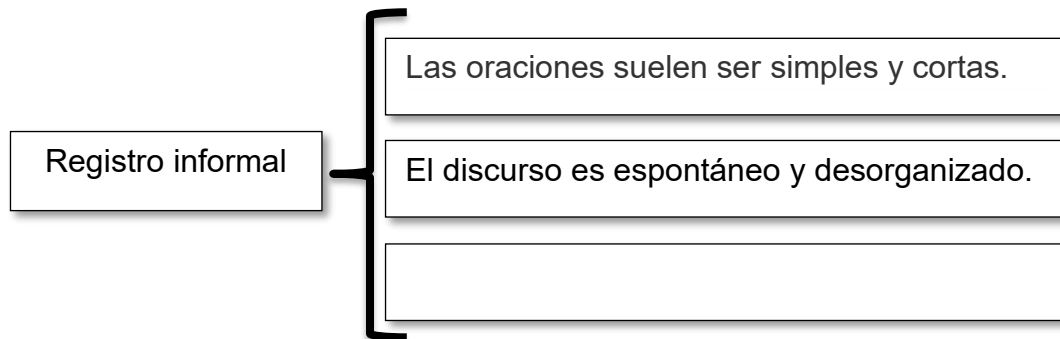 Las oraciones suelen ser simples y cortas.
Registro informal
El discurso es espontáneo y desorganizado.